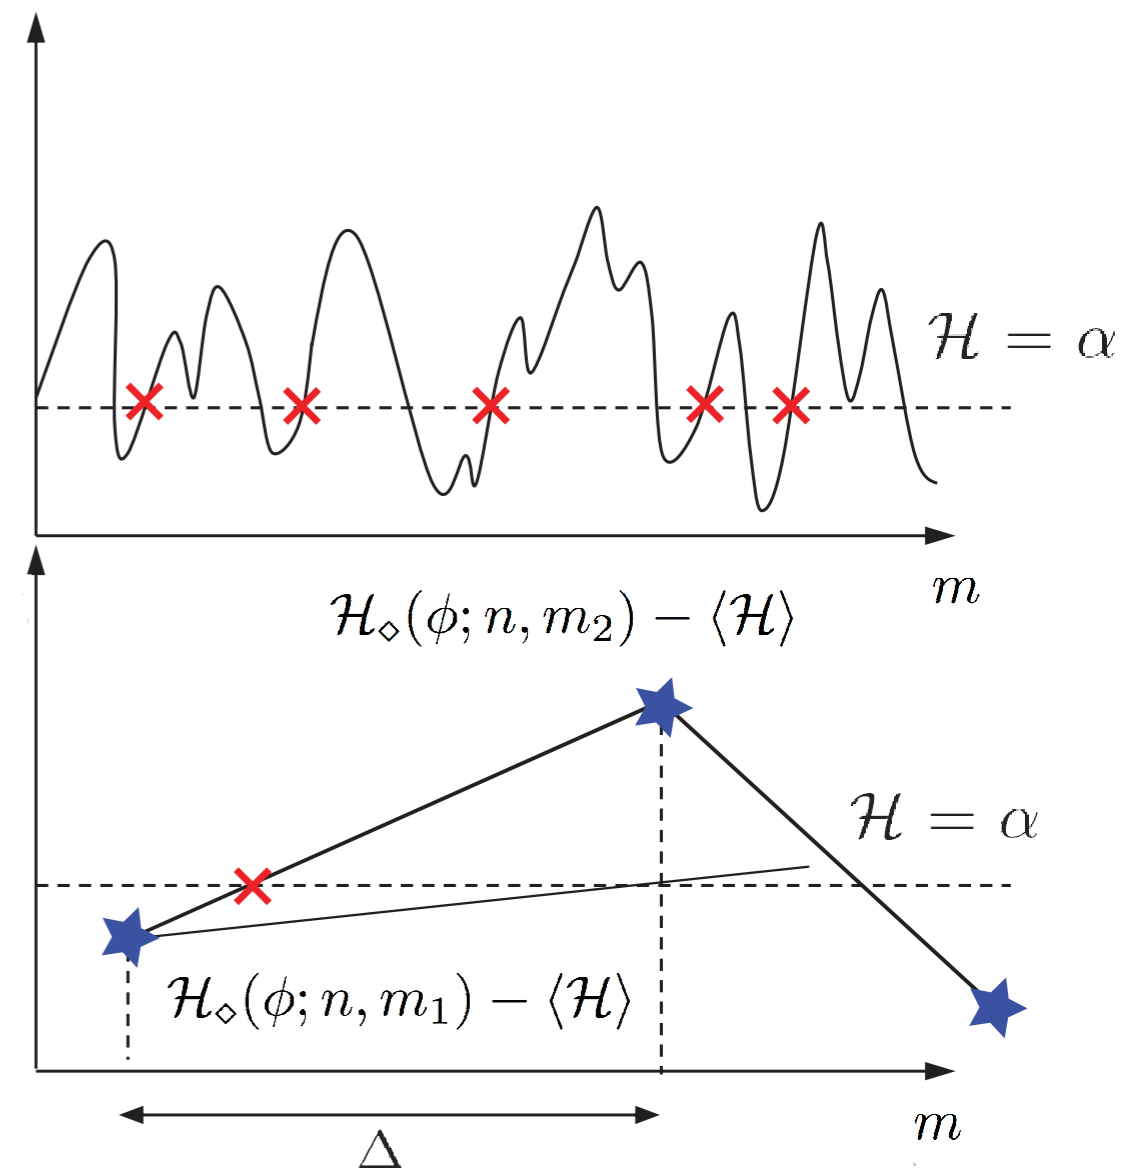 ℋ = α
m
ℋ⋄(ϕ; n, m₂) − ⟨ℋ⟩
ℋ = α
ℋ⋄(ϕ; n, m₁) − ⟨ℋ⟩
m
Δ